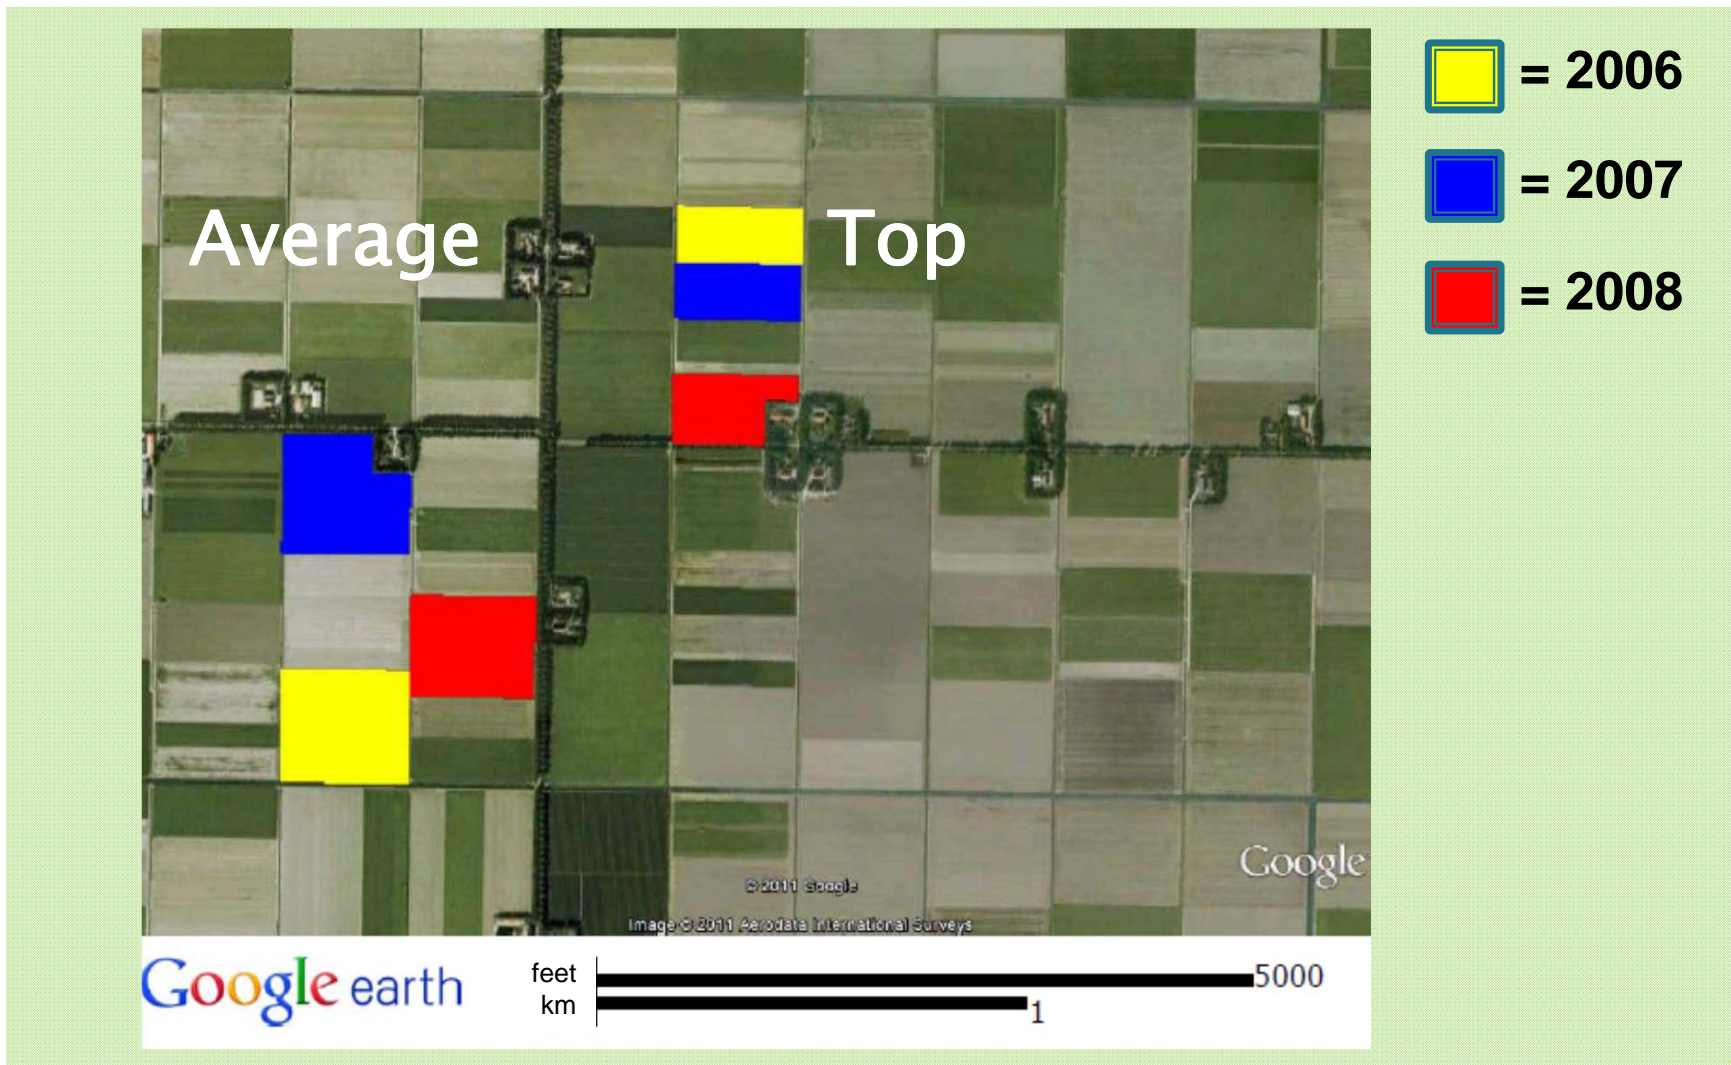 = 2006
= 2007
= 2008
Average
Top
Google
© 2011 Google
Image © 2011 Aerodata International Surveys
Google earth
feet
5000
km
1